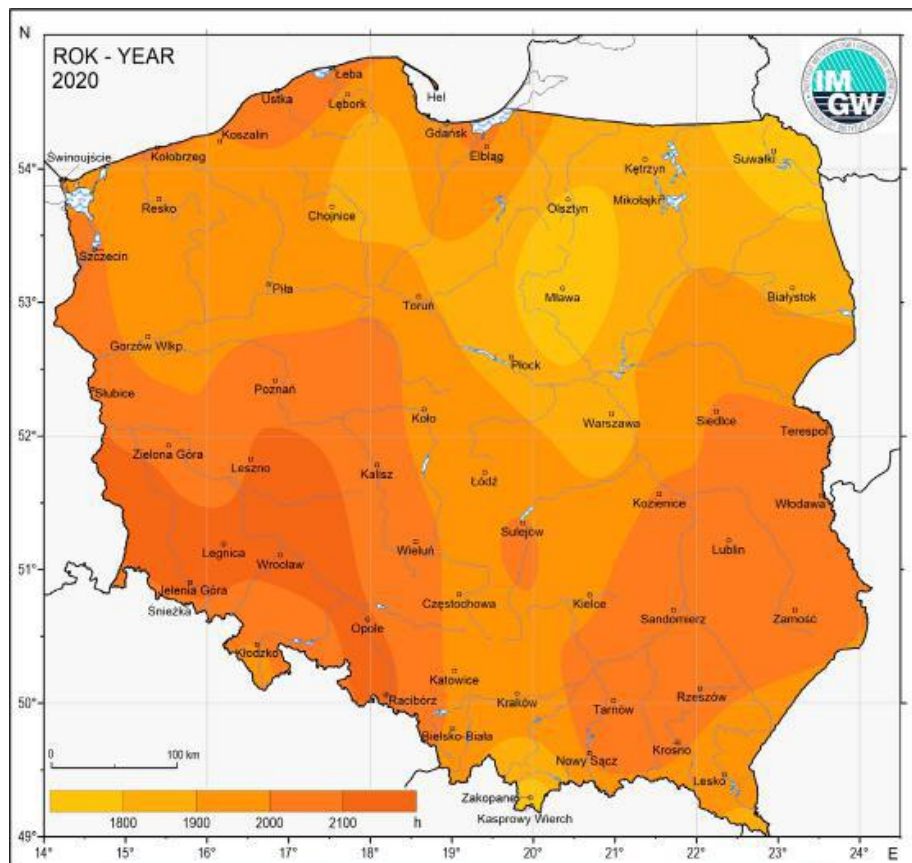 N
ROK - YEAR
2020
IMGW
Łeba
Ustka
Lębork
Hel
Koszalin
Gdańsk
Elbląg
Kołobrzeg
Świnoujście
54°
Suwałki
Kętrzyn
Resko
Chojnice
Olsztyn
Mikołajki
Szczecin
Piła
Toruń
Mława
Białystok
53°
Gorzów Wlkp.
Płock
Słubice
Poznań
Koło
Warszawa
Siedlce
Terespol
52°
Zielona Góra
Leszno
Kalisz
Łódź
Kozienice
Włodawa
Sulejów
Legnica
Wrocław
Wieluń
Lublin
51°
Jelenia Góra
Śnieżka
Częstochowa
Kielce
Sandomierz
Zamość
Opole
Kłodzko
Katowice
Racibórz
Kraków
Tarnów
Rzeszów
50°
Bielsko-Biała
Nowy Sącz
Krosno
Lesko
0 100 km
Zakopane
Kasprowy Wierch
1800 1900 2000 2100 h
49°
14° 15° 16° 17° 18° 19° 20° 21° 22° 23° 24° E